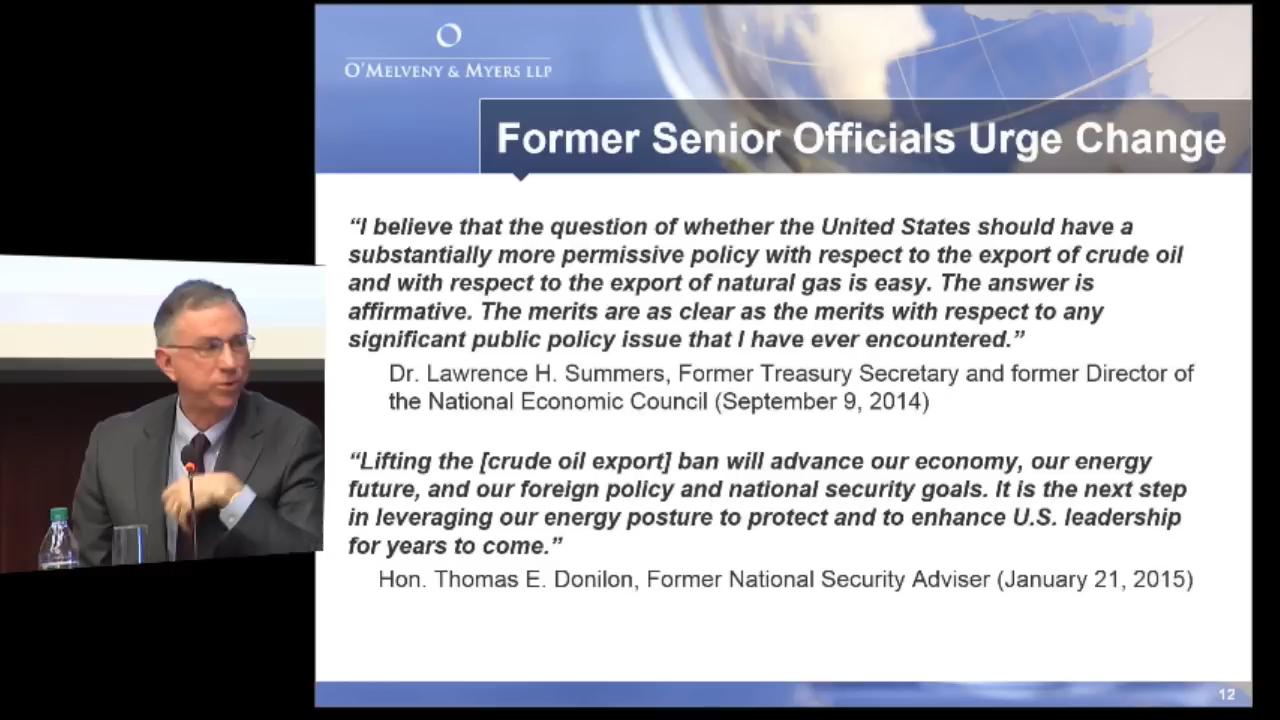 O'MELVENY & MYERS LLP
Former Senior Officials Urge Change
“I believe that the question of whether the United States should have a
substantially more permissive policy with respect to the export of crude oil
and with respect to the export of natural gas is easy. The answer is
affirmative. The merits are as clear as the merits with respect to any
significant public policy issue that I have ever encountered.”
Dr. Lawrence H. Summers, Former Treasury Secretary and former Director of
the National Economic Council (September 9, 2014)
“Lifting the [crude oil export] ban will advance our economy, our energy
future, and our foreign policy and national security goals. It is the next step
in leveraging our energy posture to protect and to enhance U.S. leadership
for years to come.”
Hon. Thomas E. Donilon, Former National Security Adviser (January 21, 2015)
12